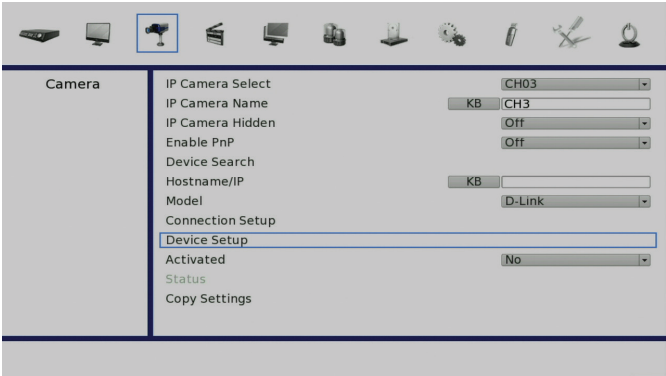 Camera
IP Camera Select CH03
IP Camera Name KB CH3
IP Camera Hidden Off
Enable PnP Off
Device Search
Hostname/IP KB
Model D-Link
Connection Setup
Device Setup
Activated No
Status
Copy Settings